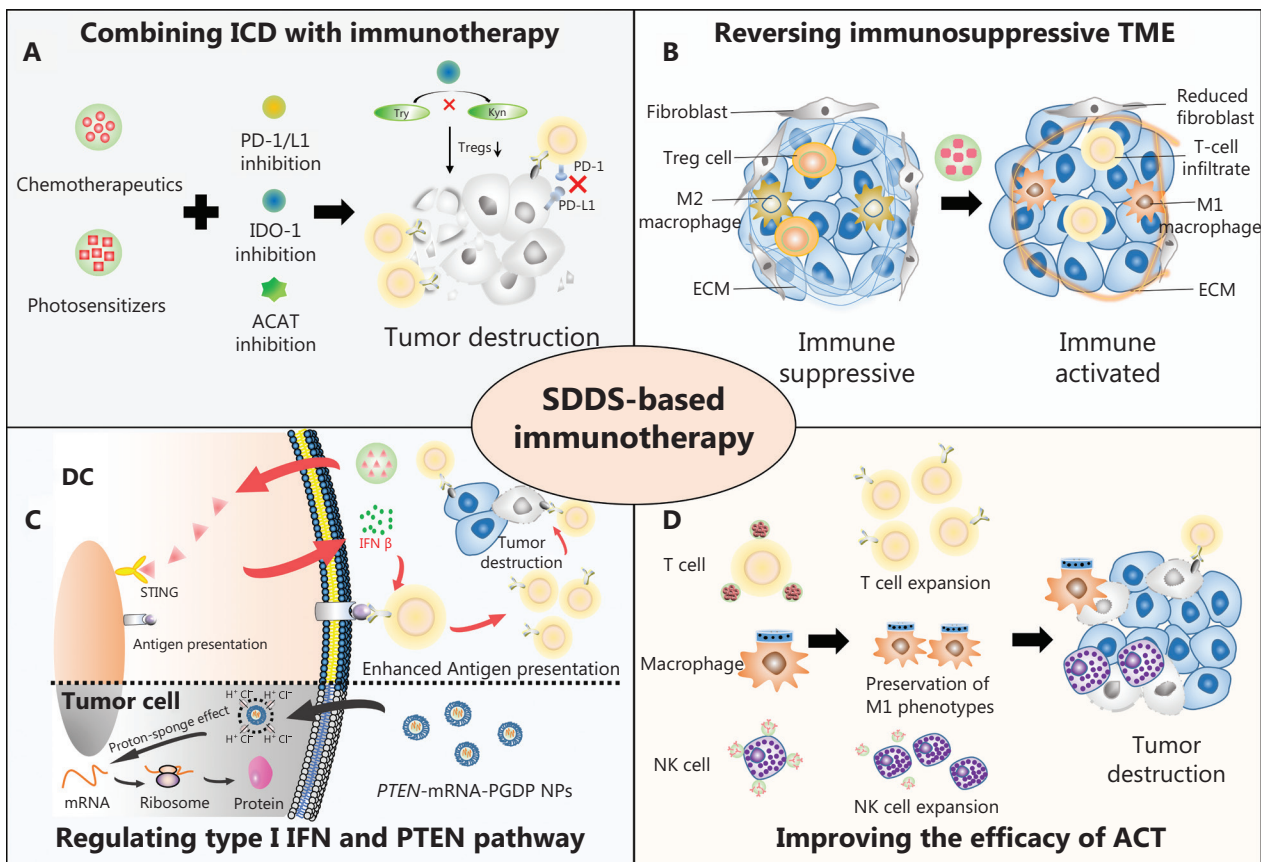 Combining ICD with immunotherapy
A
Chemotherapeutics
Photosensitizers
PD-1/L1
inhibition
IDO-1
inhibition
ACAT
inhibition
Try
Kyn
Tregs
PD-1
PD-L1
Tumor destruction
Reversing immunosuppressive TME
B
Fibroblast
Treg cell
M2
macrophage
ECM
Immune
suppressive
Reduced
fibroblast
T-cell
infiltrate
M1
macrophage
ECM
Immune
activated
SDDS-based
immunotherapy
DC
C
STING
Antigen presentation
IFN β
Tumor
destruction
Enhanced Antigen presentation
Tumor cell
H⁺ Cl⁻ H⁺ Cl⁻
H⁺ Cl⁻ H⁺ Cl⁻
Proton-sponge effect
mRNA
Ribosome
Protein
PTEN-mRNA-PGDP NPs
Regulating type I IFN and PTEN pathway
D
T cell
T cell expansion
Macrophage
Preservation of
M1 phenotypes
NK cell
NK cell expansion
Tumor
destruction
Improving the efficacy of ACT